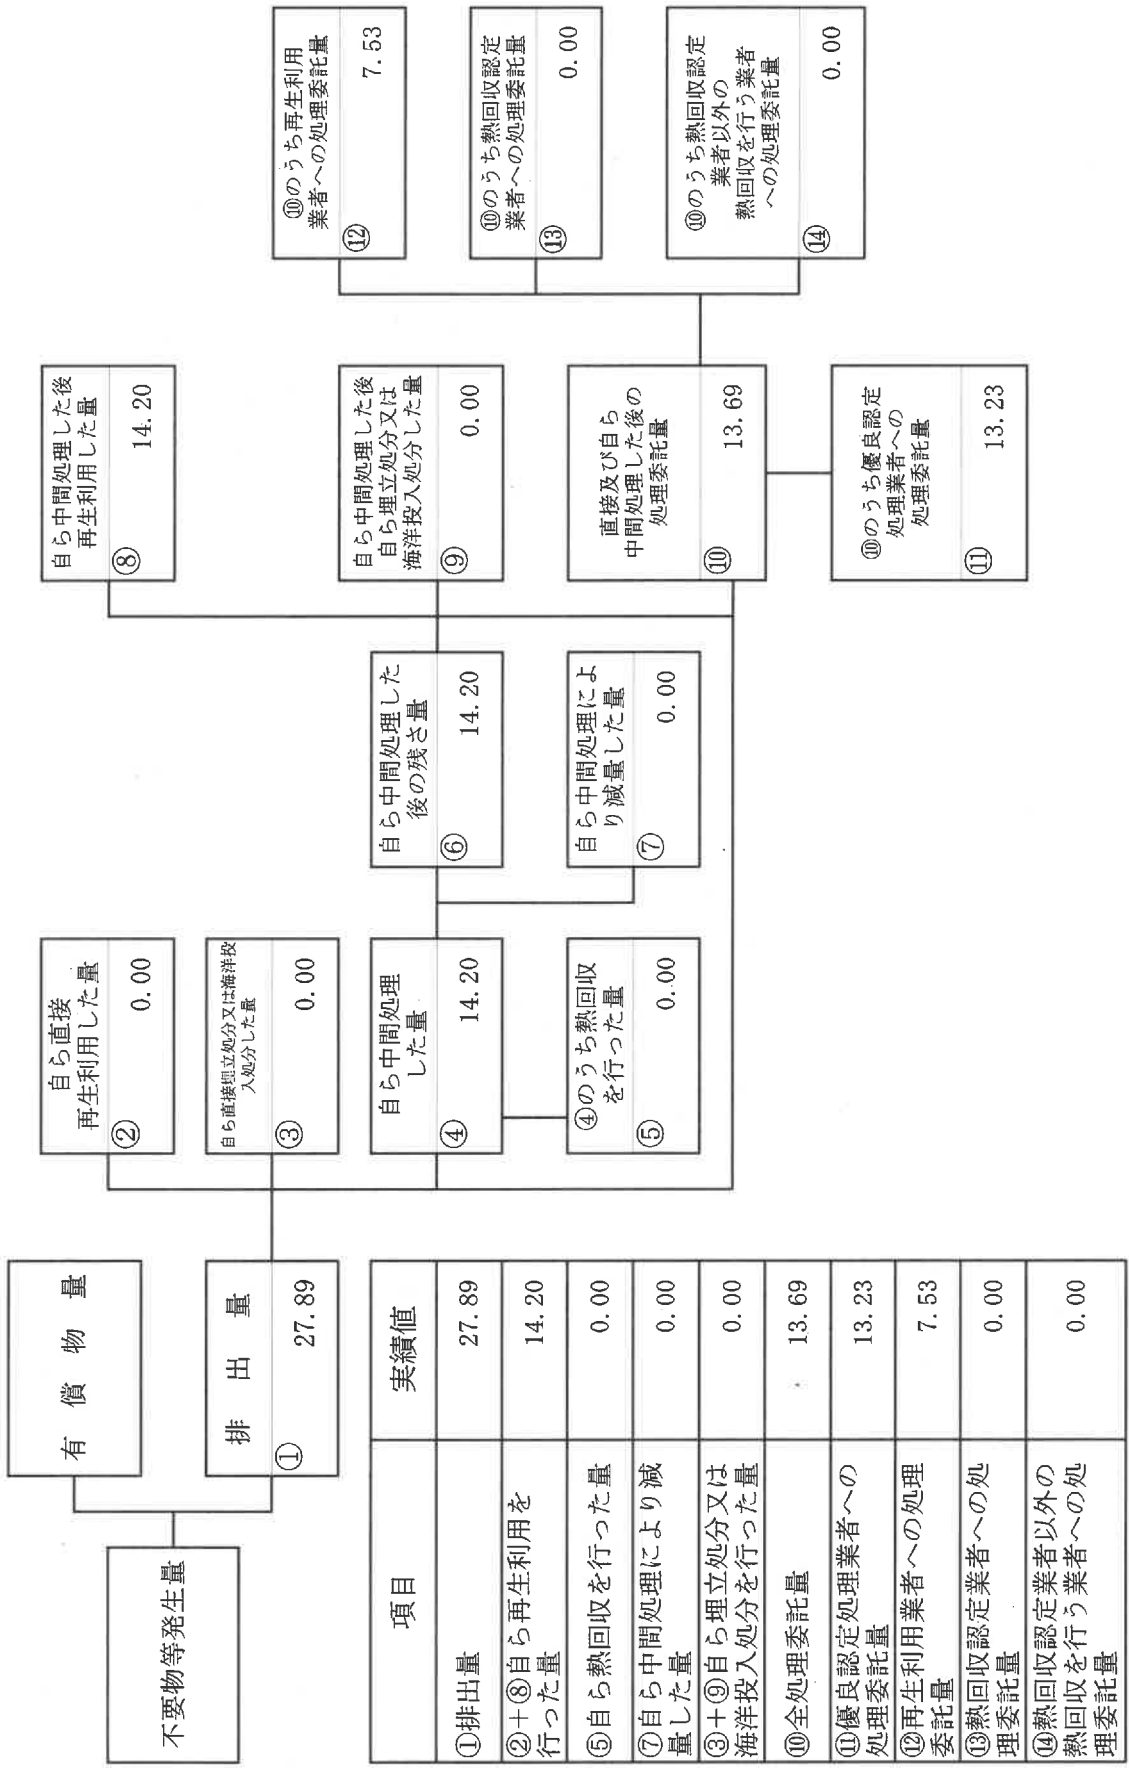 不要物等発生量
有償物量
排出量
① 27.89
自ら直接
再生利用した量
② 0.00
自ら直接埋立処分又は海洋投
入処分した量
③ 0.00
自ら中間処理
した量
④ 14.20
④のうち熱回収
を行った量
⑤ 0.00
自ら中間処理した
後の残さ量
⑥ 14.20
自ら中間処理によ
り減量した量
⑦ 0.00
自ら中間処理した後
再生利用した量
⑧ 14.20
自ら中間処理した後
自ら埋立処分又は
海洋投入処分した量
⑨ 0.00
直接及び自ら
中間処理した後の
処理委託量
⑩ 13.69
⑩のうち優良認定
処理業者への
処理委託量
⑪ 13.23
⑩のうち再生利用
業者への処理委託量
⑫ 7.53
⑩のうち熱回収認定
業者への処理委託量
⑬ 0.00
⑩のうち熱回収認定
業者以外の
熱回収を行う業者
への処理委託量
⑭ 0.00
項目 実績値
①排出量 27.89
②+⑧自ら再生利用を
行った量 14.20
⑤自ら熱回収を行った量 0.00
⑦自ら中間処理により減
量した量 0.00
③+⑨自ら埋立処分又は
海洋投入処分を行った量 0.00
⑩全処理委託量 13.69
⑪優良認定処理業者への
処理委託量 13.23
⑫再生利用業者への処理
委託量 7.53
⑬熱回収認定業者への処
理委託量 0.00
⑭熱回収認定業者以外の
熱回収を行う業者への処
理委託量 0.00